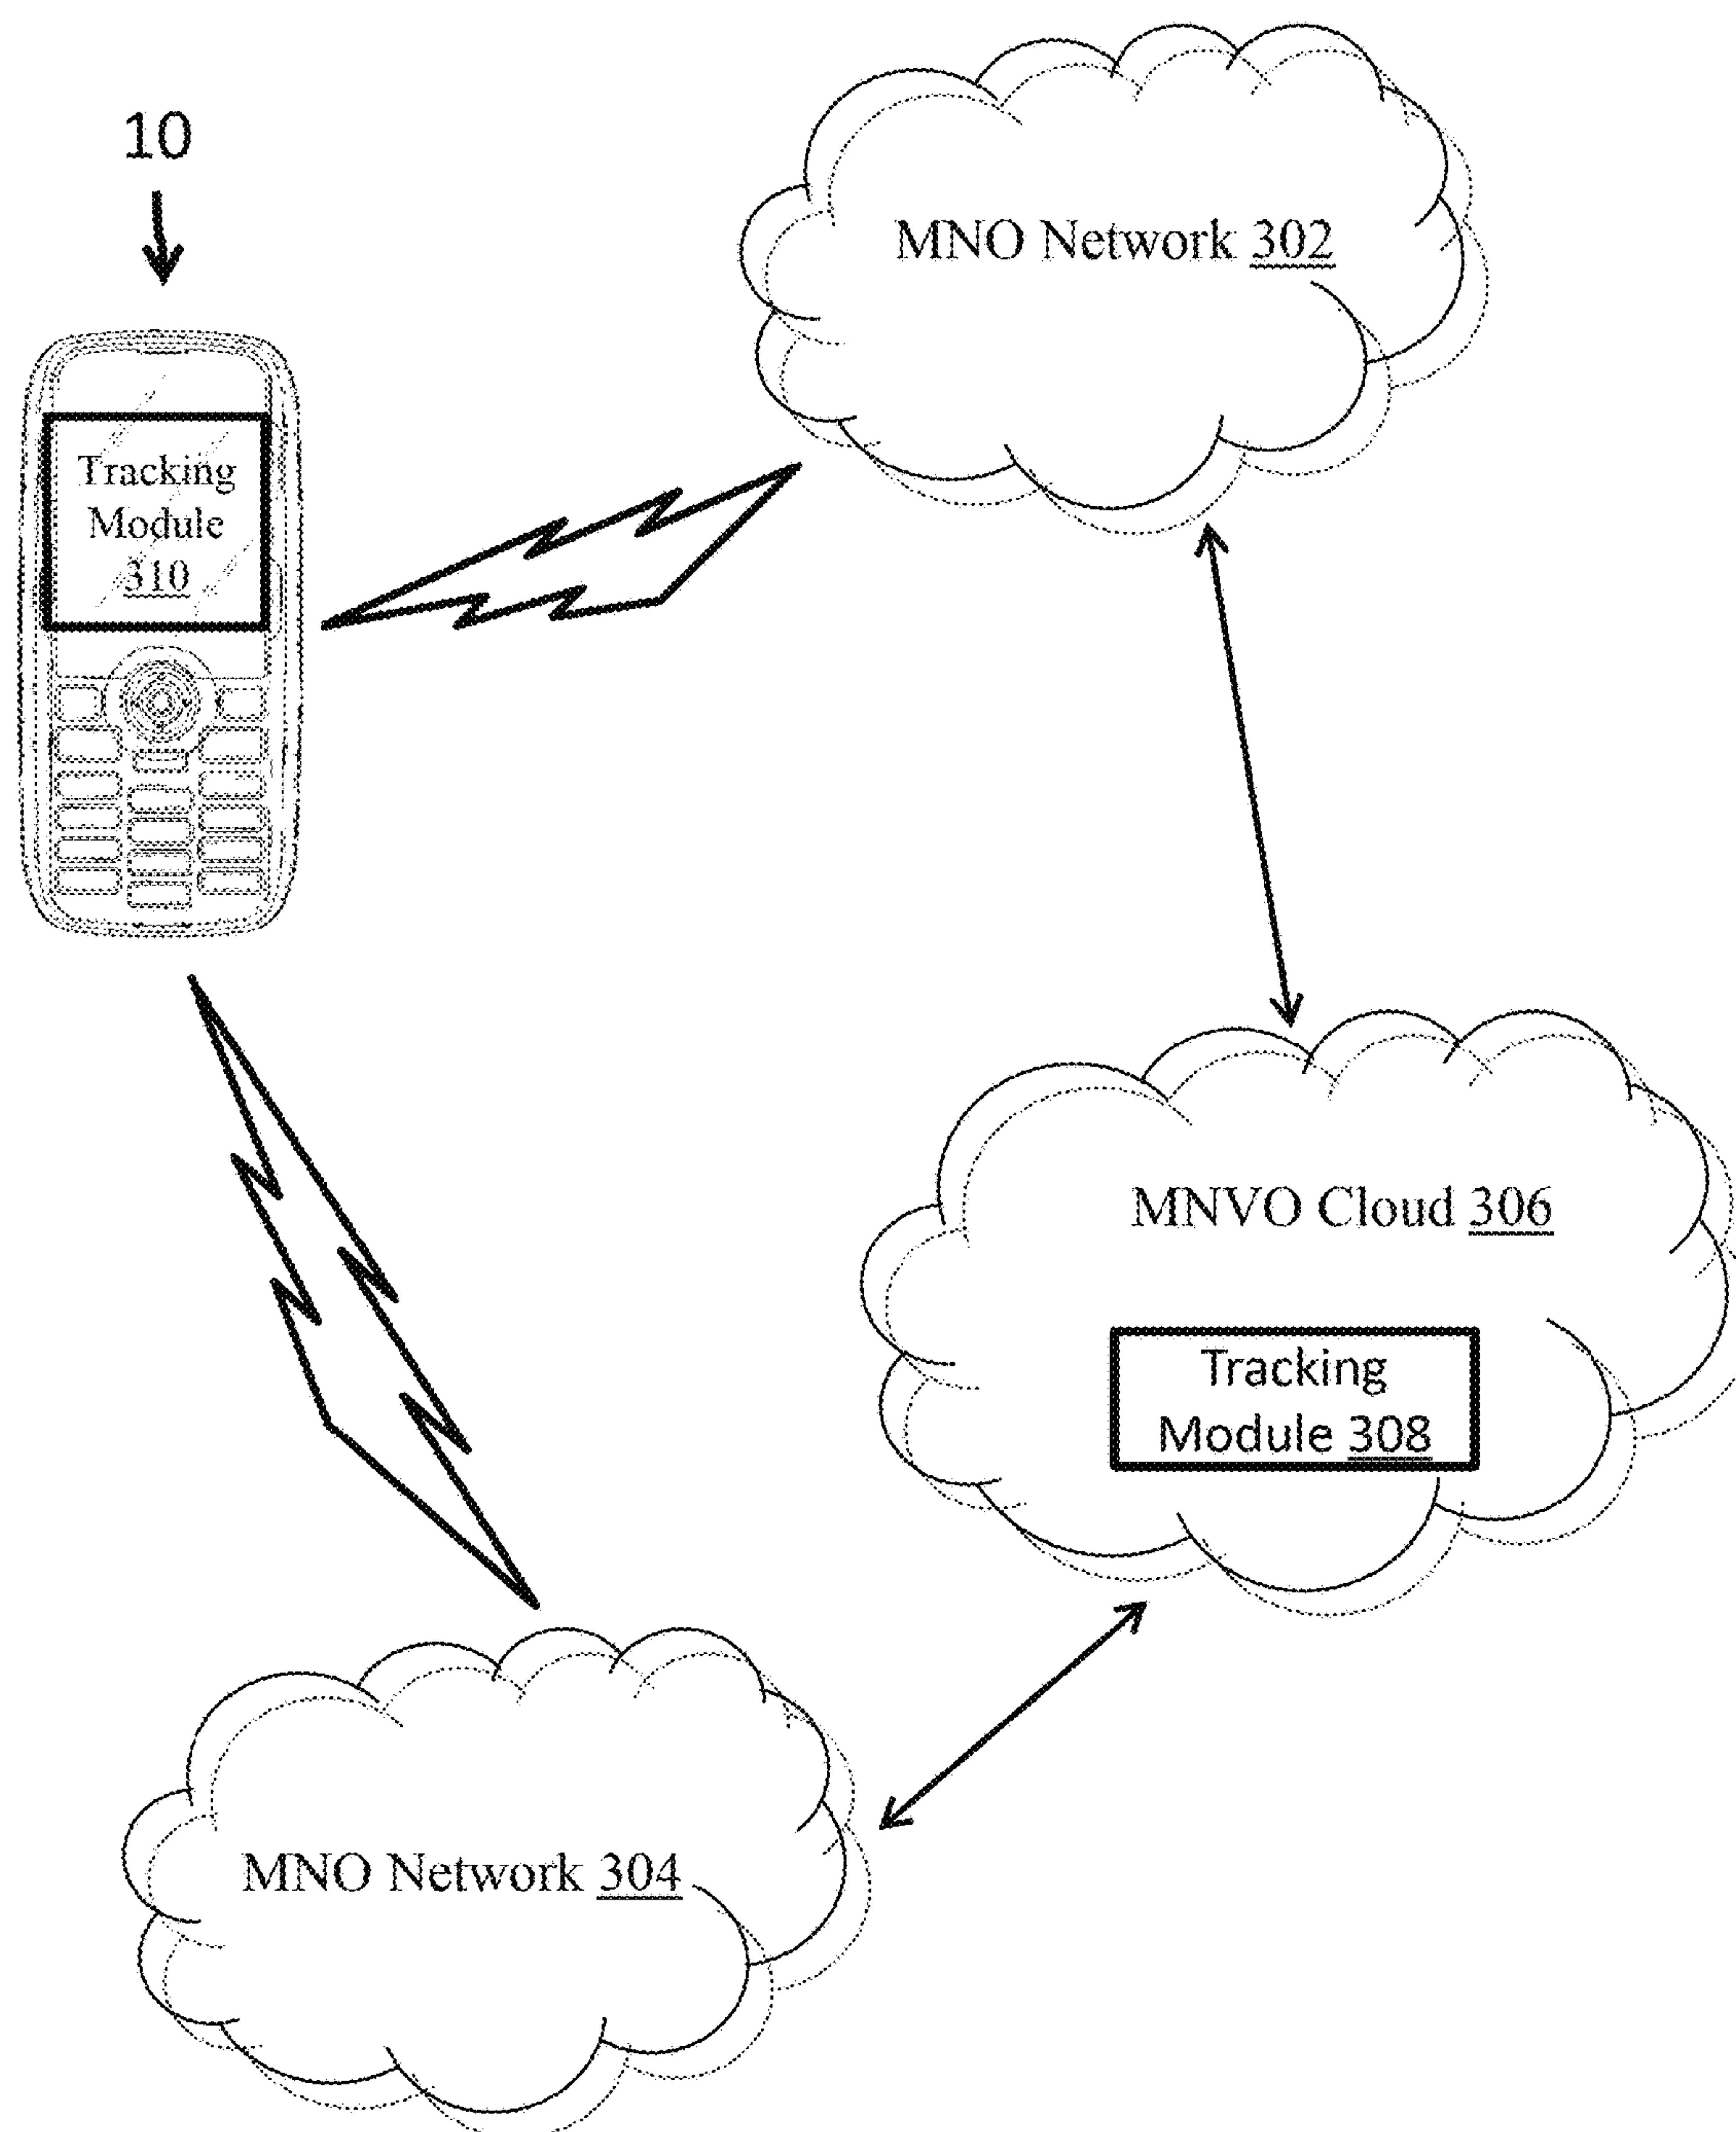 10
MNO Network 302
Tracking
Module
310
MNVO Cloud 306
Tracking
Module 308
MNO Network 304